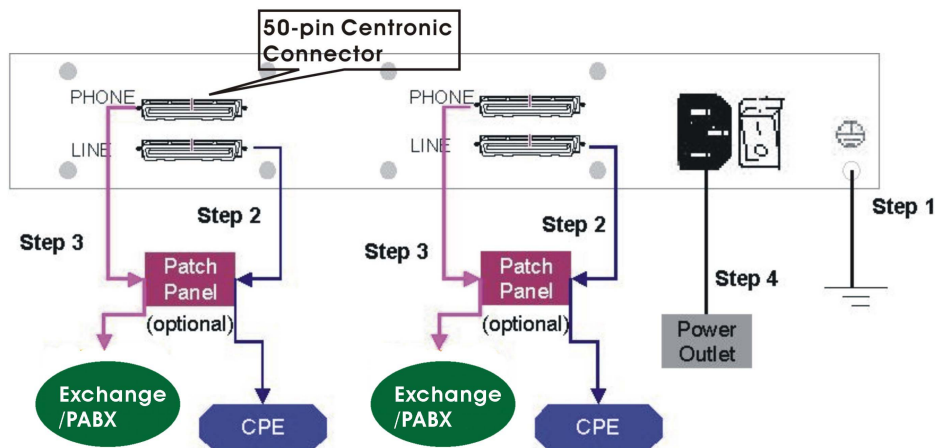 50-pin Centronic
Connector
PHONE
LINE
PHONE
LINE
Step 1
Step 2
Step 3
Step 2
Step 3
Step 4
Patch
Panel
(optional)
Patch
Panel
(optional)
Power
Outlet
Exchange
/PABX
CPE
Exchange
/PABX
CPE